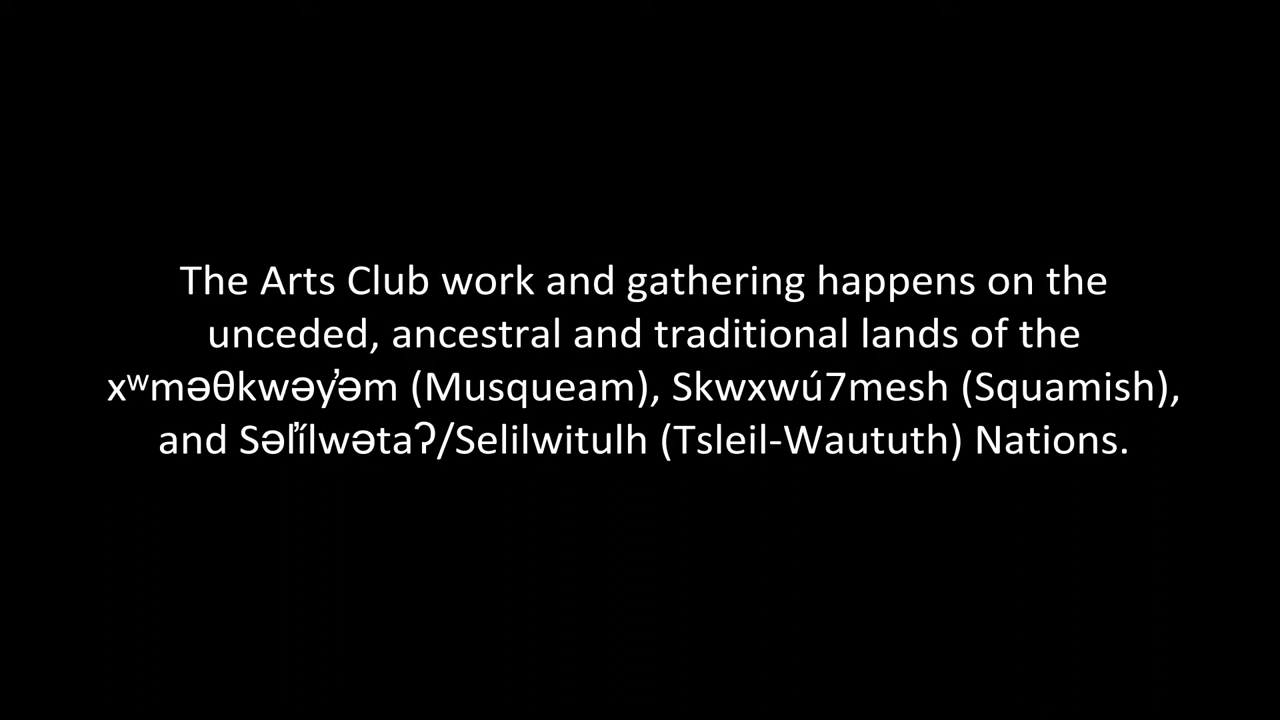 The Arts Club work and gathering happens on the
unceded, ancestral and traditional lands of the
xʷməθkwəy̓əm (Musqueam), Skwxwú7mesh (Squamish),
and Səl̓ílwətaʔ/Selilwitulh (Tsleil-Waututh) Nations.